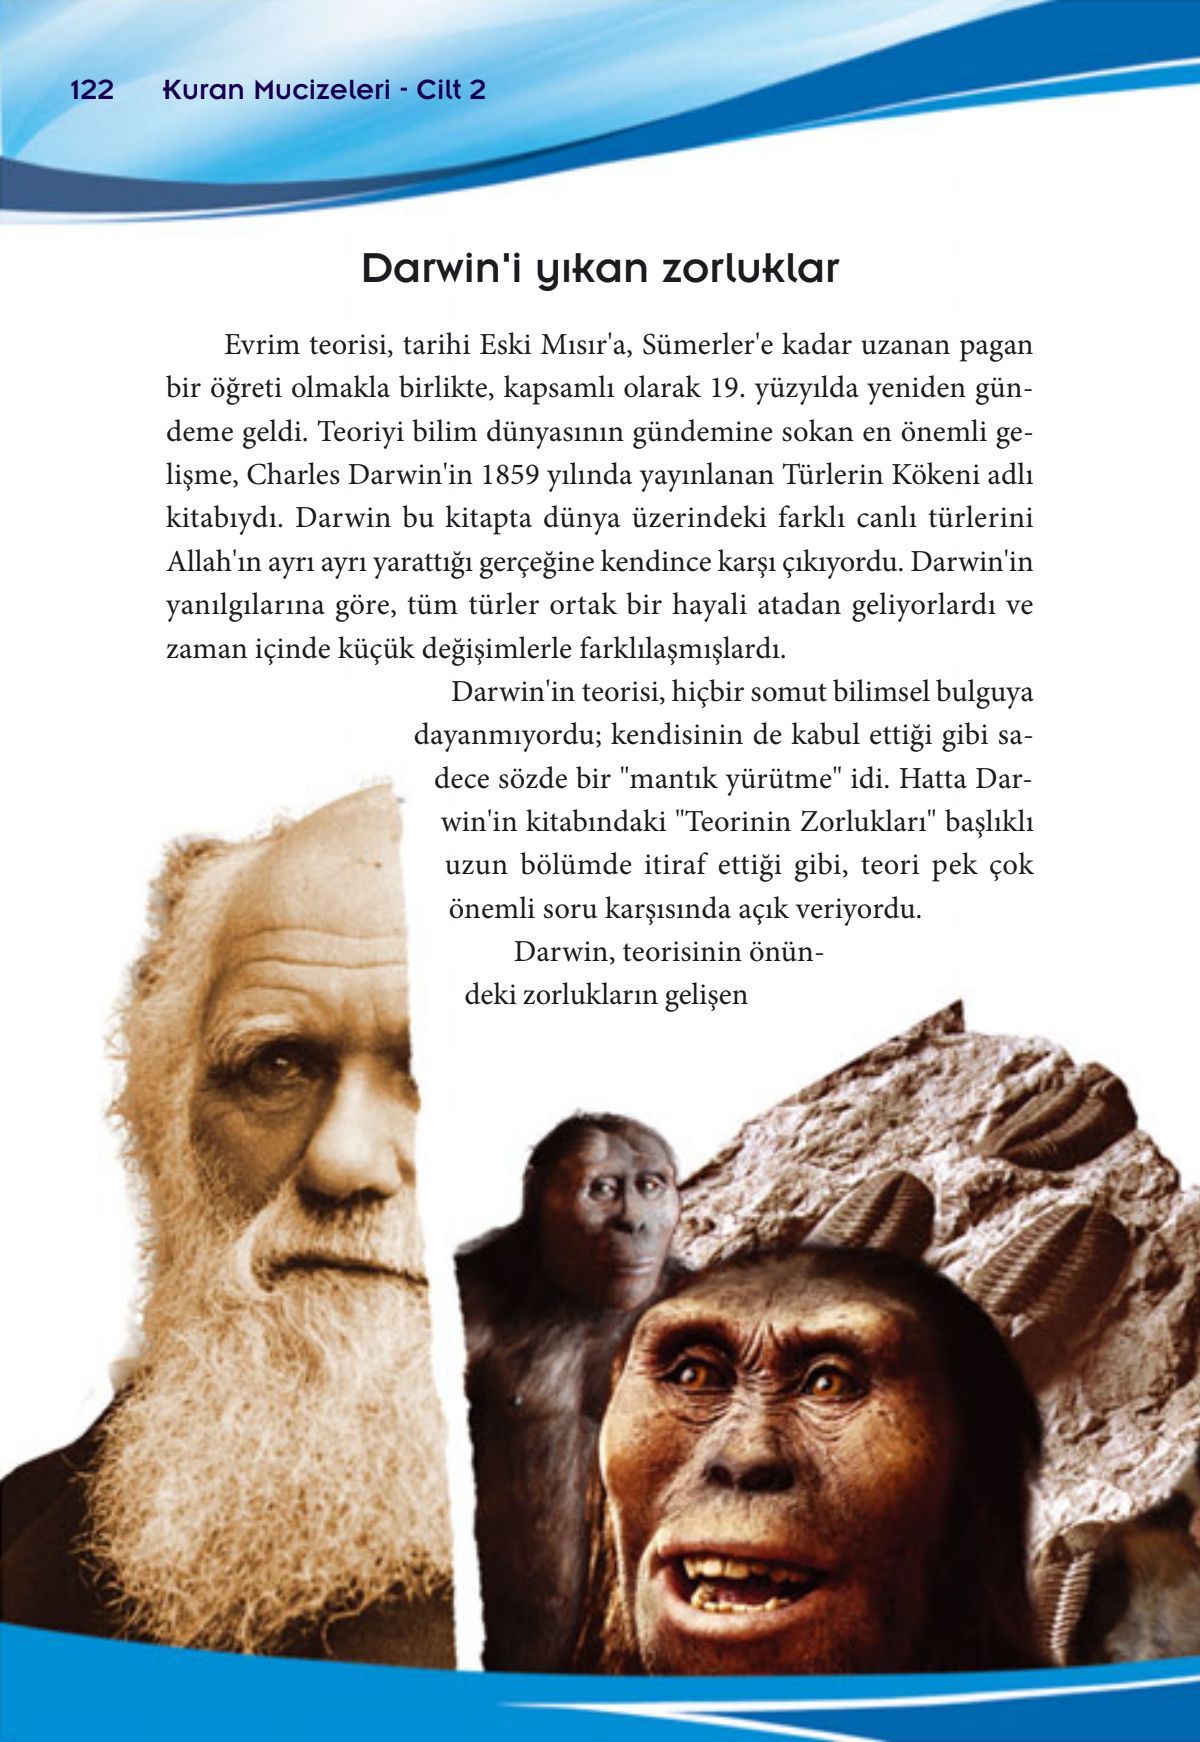 122 Kuran Mucizeleri - Cilt 2
Darwin'i yıkan zorluklar
Evrim teorisi, tarihi Eski Mısır'a, Sümerler'e kadar uzanan pagan
bir öğreti olmakla birlikte, kapsamlı olarak 19. yüzyılda yeniden gün-
deme geldi. Teoriyi bilim dünyasının gündemine sokan en önemli ge-
lişme, Charles Darwin'in 1859 yılında yayınlanan Türlerin Kökeni adlı
kitabıydı. Darwin bu kitapta dünya üzerindeki farklı canlı türlerini
Allah'ın ayrı ayrı yarattığı gerçeğine kendince karşı çıkıyordu. Darwin'in
yanılgılarına göre, tüm türler ortak bir hayali atadan geliyorlardı ve
zaman içinde küçük değişimlerle farklılaşmışlardı.
Darwin'in teorisi, hiçbir somut bilimsel bulguya
dayanmıyordu; kendisinin de kabul ettiği gibi sa-
dece sözde bir "mantık yürütme" idi. Hatta Dar-
win'in kitabındaki "Teorinin Zorlukları" başlıklı
uzun bölümde itiraf ettiği gibi, teori pek çok
önemli soru karşısında açık veriyordu.
Darwin, teorisinin önün-
deki zorlukların gelişen